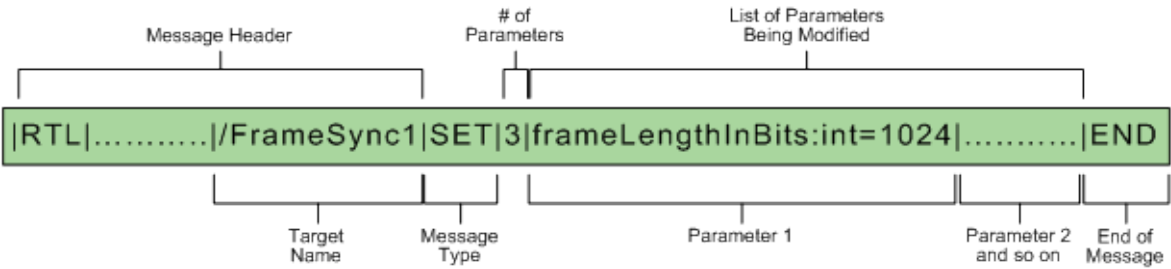 Message Header
# of
Parameters
List of Parameters
Being Modified
|RTL|...........|/FrameSync1|SET|3|frameLengthInBits:int=1024|...........|END
Target
Name
Message
Type
Parameter 1
Parameter 2
and so on
End of
Message